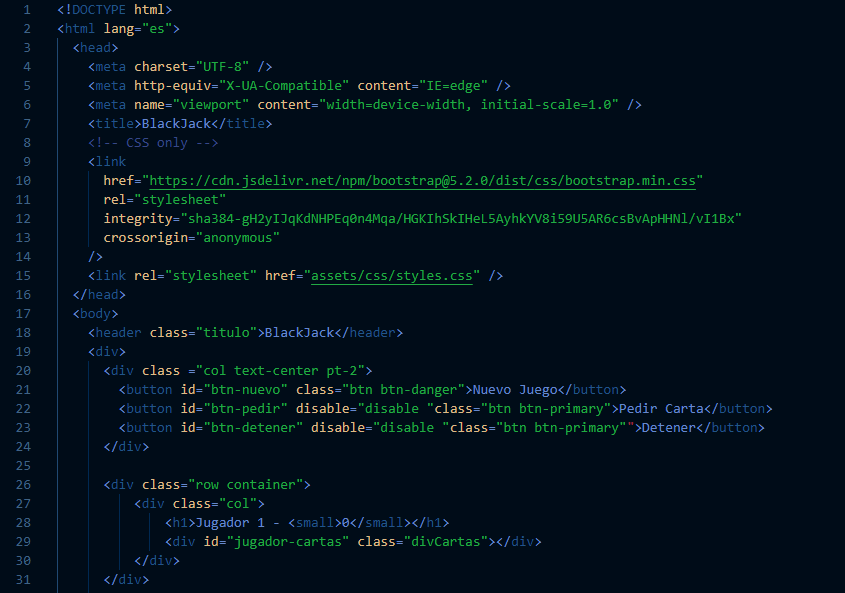 1 <!DOCTYPE html>
2 <html lang="es">
3 <head>
4 <meta charset="UTF-8" />
5 <meta http-equiv="X-UA-Compatible" content="IE=edge" />
6 <meta name="viewport" content="width=device-width, initial-scale=1.0" />
7 <title>BlackJack</title>
8 <!-- CSS only -->
9 <link
10 href="https://cdn.jsdelivr.net/npm/bootstrap@5.2.0/dist/css/bootstrap.min.css"
11 rel="stylesheet"
12 integrity="sha384-gH2yIJqKdNHPEq0n4Mqa/HGKIhSkIHeL5AyhkYV8i59U5AR6csBvApHHNl/vI1Bx"
13 crossorigin="anonymous"
14 />
15 <link rel="stylesheet" href="assets/css/styles.css" />
16 </head>
17 <body>
18 <header class="titulo">BlackJack</header>
19 <div>
20 <div class ="col text-center pt-2">
21 <button id="btn-nuevo" class="btn btn-danger">Nuevo Juego</button>
22 <button id="btn-pedir" disable="disable "class="btn btn-primary">Pedir Carta</button>
23 <button id="btn-detener" disable="disable "class="btn btn-primary"">Detener</button>
24 </div>
25
26 <div class="row container">
27 <div class="col">
28 <h1>Jugador 1 - <small>0</small></h1>
29 <div id="jugador-cartas" class="divCartas"></div>
30 </div>
31 </div>